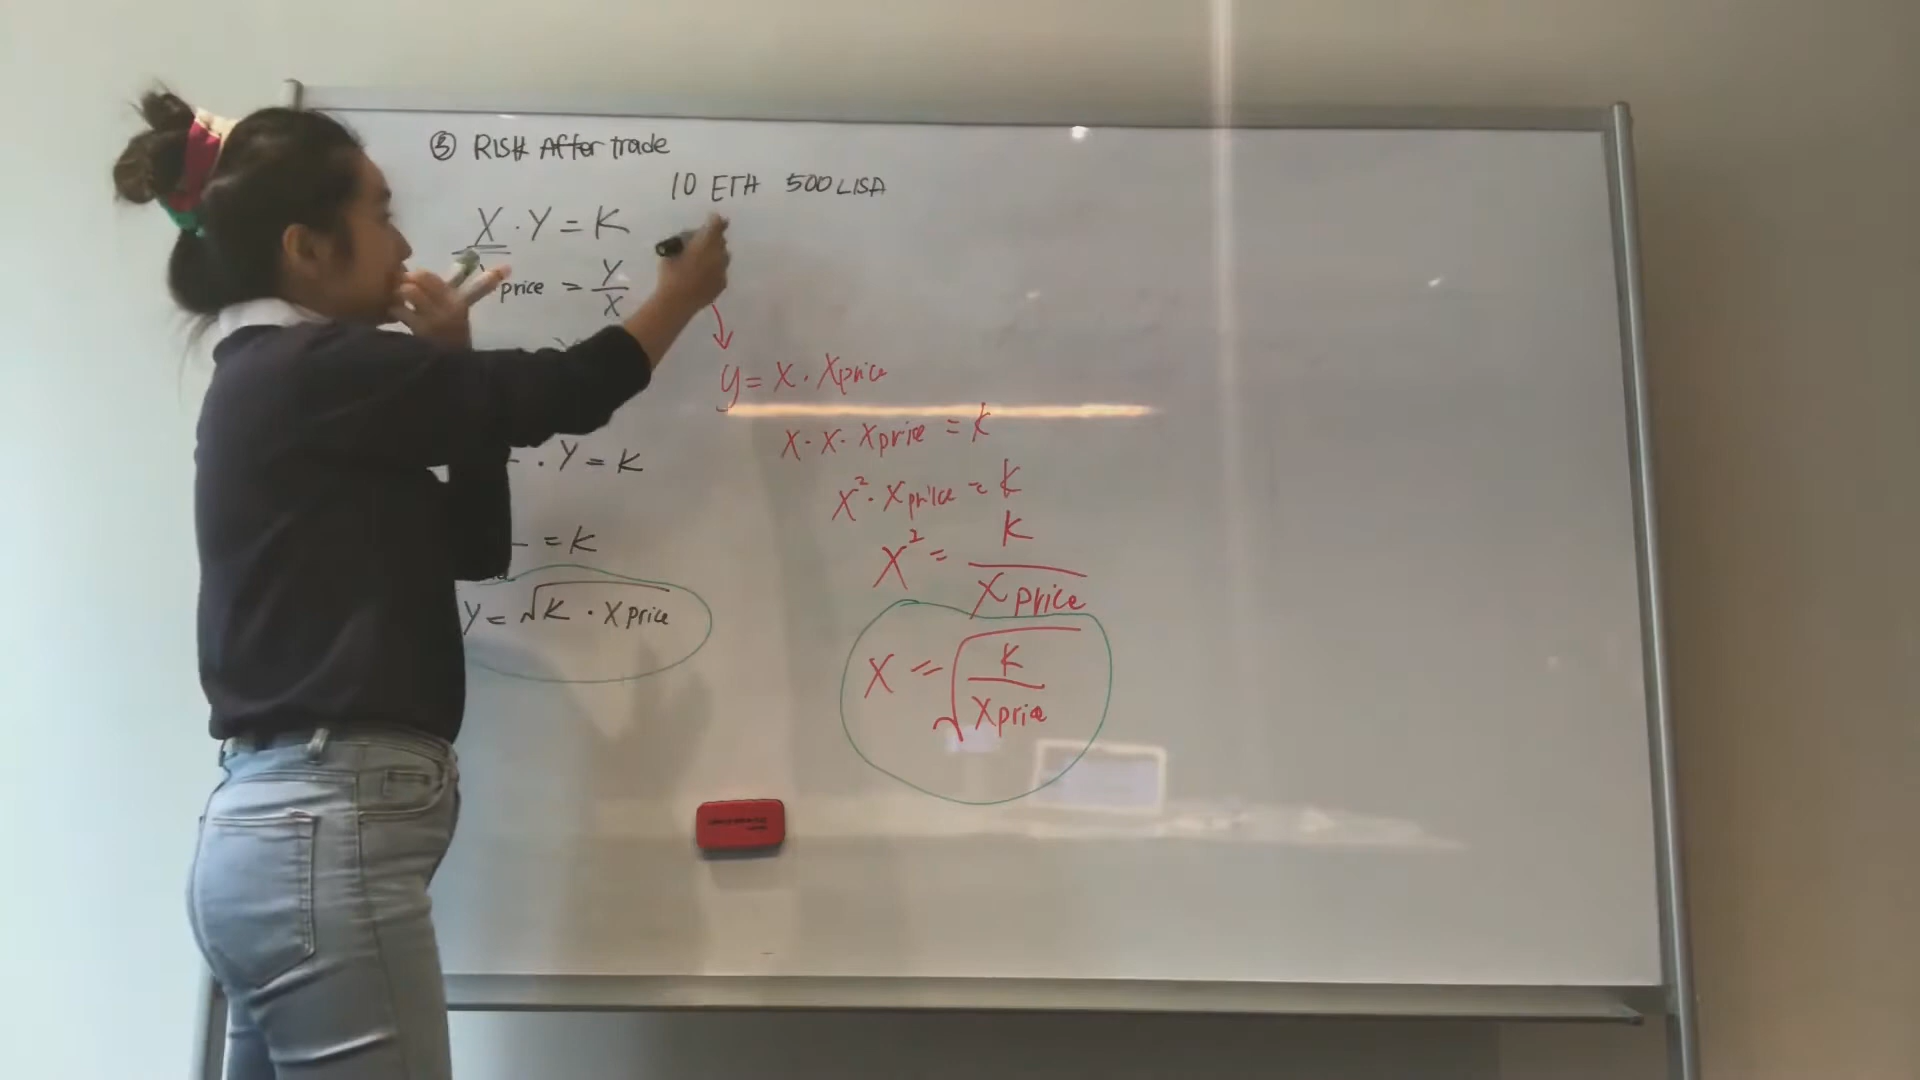 ③ RISK After trade
10 ETH 500 LISA
X · Y = K
price = Y/X
y = X · Xprice
X · X · Xprice = K
· Y = K
X² · Xprice = K
= K
X² = K/Xprice
Y = √K · Xprice
X = √K/Xprice